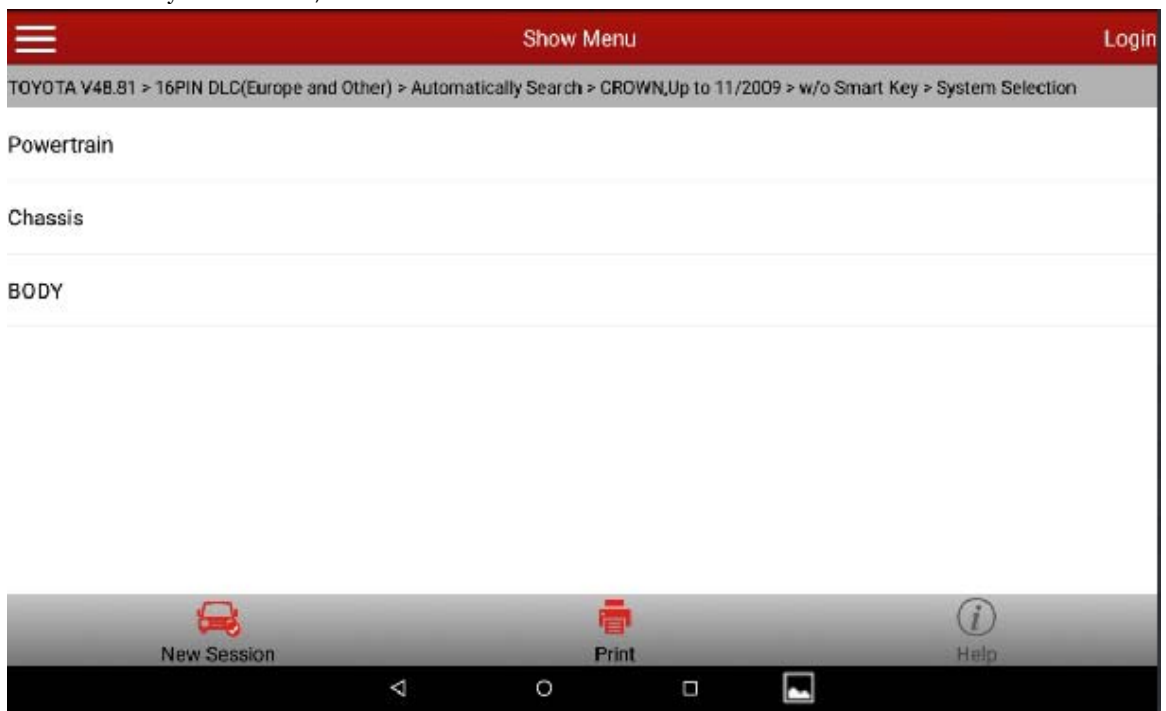 Show Menu
Login
TOYOTA V48.81 > 16PIN DLC(Europe and Other) > Automatically Search > CROWN,Up to 11/2009 > w/o Smart Key > System Selection
Powertrain
Chassis
BODY
New Session
Print
Help